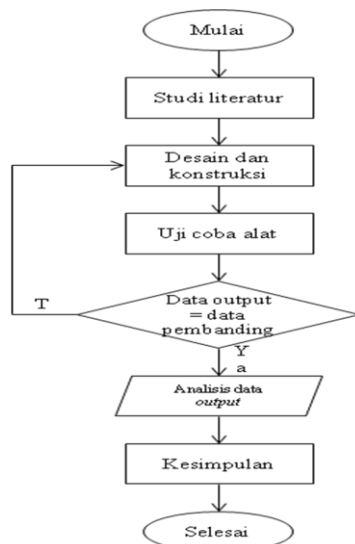 Mulai
Studi literatur
Desain dan
konstruksi
Uji coba alat
Data output
= data
pembanding
T
Y
a
Analisis data
output
Kesimpulan
Selesai